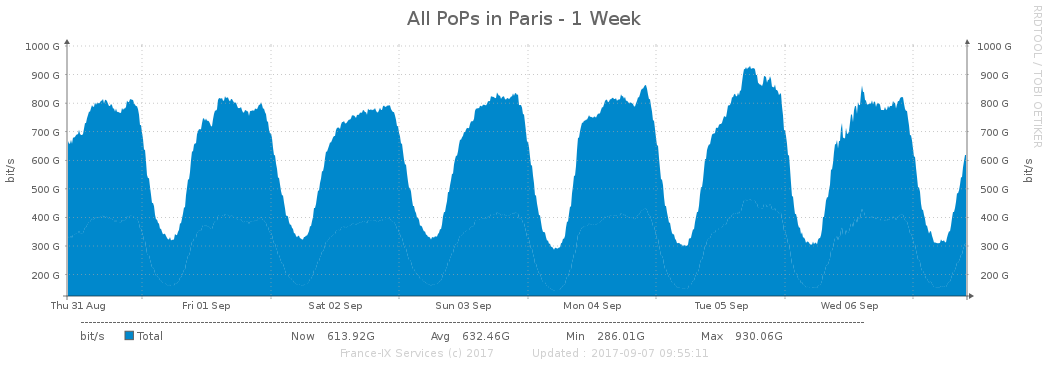 All PoPs in Paris - 1 Week
RRDTOOL / TOBI OETIKER
1000 G 1000 G
900 G 900 G
800 G 800 G
700 G 700 G
600 G 600 G
500 G 500 G
400 G 400 G
300 G 300 G
200 G 200 G
bit/s bit/s
Thu 31 Aug Fri 01 Sep Sat 02 Sep Sun 03 Sep Mon 04 Sep Tue 05 Sep Wed 06 Sep
bit/s Total Now 613.92G Avg 632.46G Min 286.01G Max 930.06G
France-IX Services (c) 2017 Updated : 2017-09-07 09:55:11